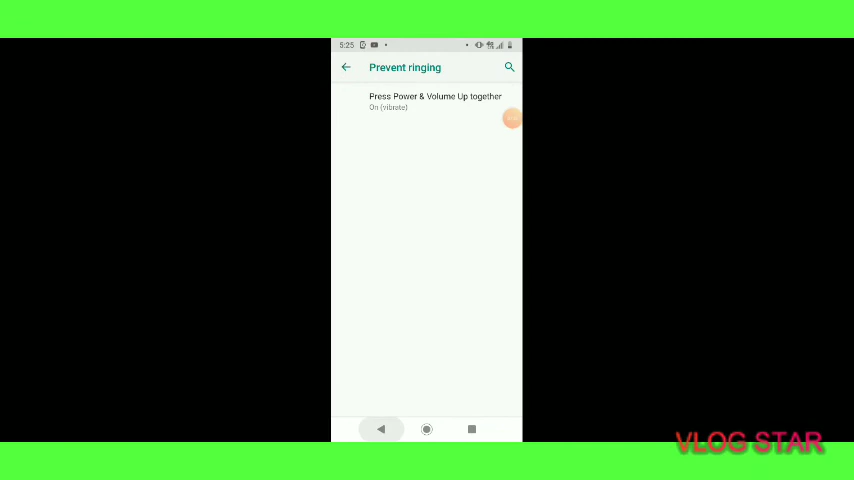 5:25
Prevent ringing
Press Power & Volume Up together
On (vibrate)
VLOG STAR